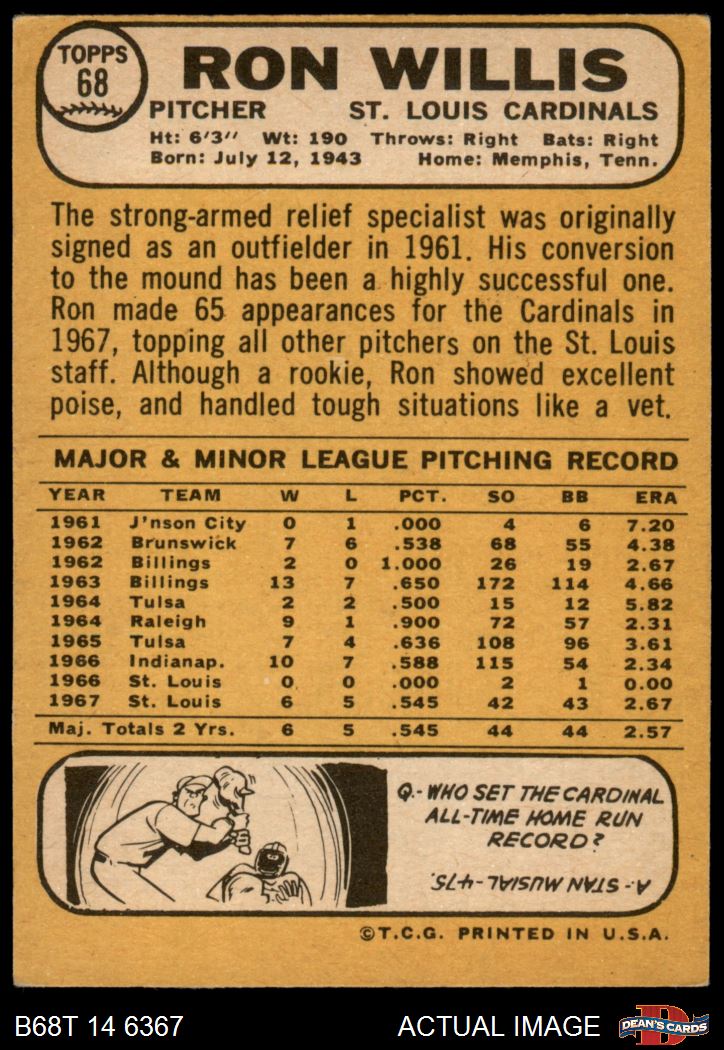 TOPPS
68
RON WILLIS
PITCHER ST. LOUIS CARDINALS
Ht: 6'3" Wt: 190 Throws: Right Bats: Right
Born: July 12, 1943 Home: Memphis, Tenn.
The strong-armed relief specialist was originally
signed as an outfielder in 1961. His conversion
to the mound has been a highly successful one.
Ron made 65 appearances for the Cardinals in
1967, topping all other pitchers on the St. Louis
staff. Although a rookie, Ron showed excellent
poise, and handled tough situations like a vet.
MAJOR & MINOR LEAGUE PITCHING RECORD
YEAR TEAM W L PCT. SO BB ERA
1961 J'nson City 0 1 .000 4 6 7.20
1962 Brunswick 7 6 .538 68 55 4.38
1962 Billings 2 0 1.000 26 19 2.67
1963 Billings 13 7 .650 172 114 4.66
1964 Tulsa 2 2 .500 15 12 5.82
1964 Raleigh 9 1 .900 72 57 2.31
1965 Tulsa 7 4 .636 108 96 3.61
1966 Indianap. 10 7 .588 115 54 2.34
1966 St. Louis 0 0 .000 2 1 0.00
1967 St. Louis 6 5 .545 42 43 2.67
Maj. Totals 2 Yrs. 6 5 .545 44 44 2.57
Q.- WHO SET THE CARDINAL
ALL-TIME HOME RUN
RECORD?
A.- STAN MUSIAL - 475.
©T.C.G. PRINTED IN U.S.A.
B68T 14 6367 ACTUAL IMAGE
D
DEAN'S CARDS